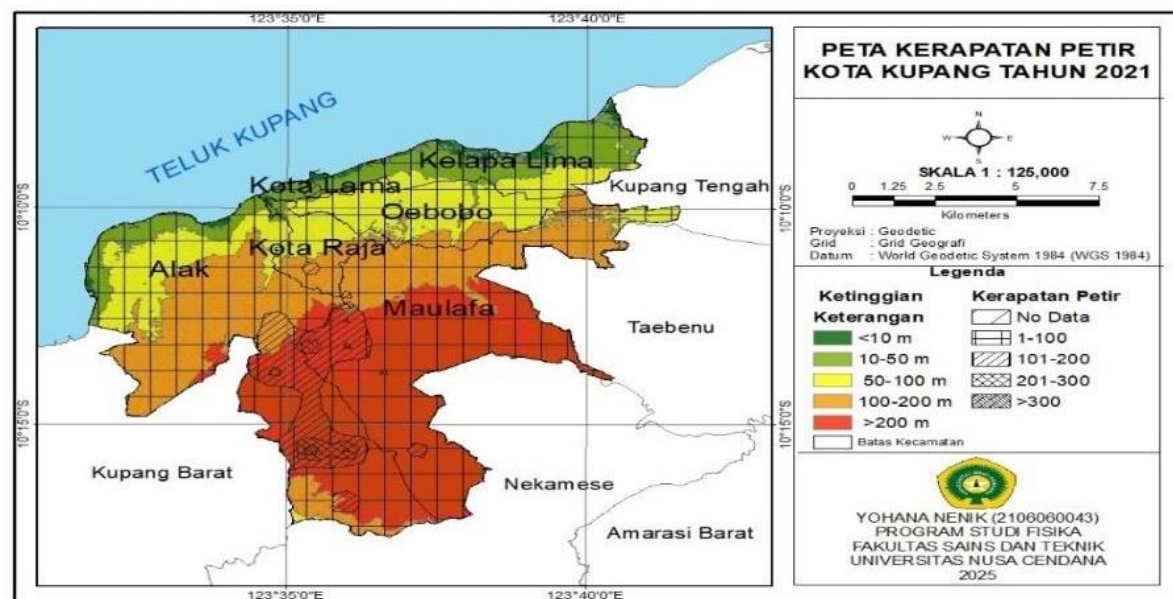 123°35'0"E
123°40'0"E
TELUK KUPANG
Kelapa Lima
Kota Lama
Kupang Tengah
Oebobo
10°10'0"S
10°10'0"S
Kota Raja
Alak
Maulafa
Taebenu
10°15'0"S
10°15'0"S
Kupang Barat
Nekamese
Amarasi Barat
123°35'0"E
123°40'0"E
PETA KERAPATAN PETIR
KOTA KUPANG TAHUN 2021
N
W
E
S
SKALA 1 : 125,000
0 1.25 2.5 5 7.5
Kilometers
Proyeksi : Geodetic
Grid : Grid Geografi
Datum : World Geodetic System 1984 (WGS 1984)
Legenda
Ketinggian
Keterangan
<10 m
10-50 m
50-100 m
100-200 m
>200 m
Batas Kecamatan
Kerapatan Petir
No Data
1-100
101-200
201-300
>300
YOHANA NENIK (2106060043)
PROGRAM STUDI FISIKA
FAKULTAS SAINS DAN TEKNIK
UNIVERSITAS NUSA CENDANA
2025